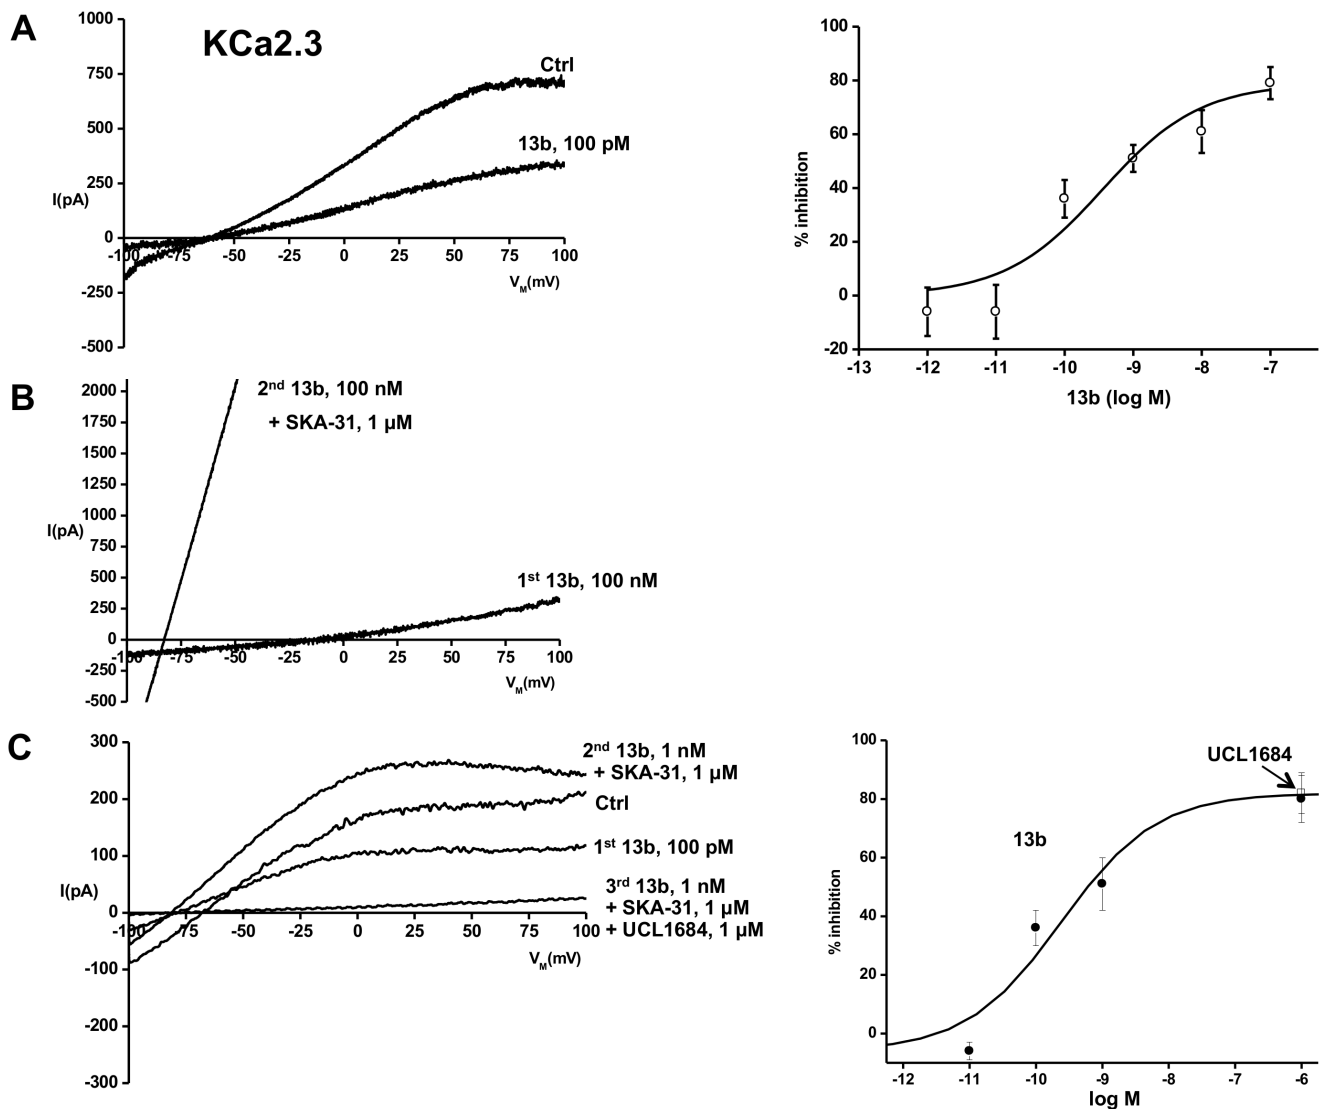 A
KCa2.3
1000
750
500
250
0
-250
-500
I(pA)
Ctrl
13b, 100 pM
-100
-75
-50
-25
0
25
50
75
100
VM(mV)
100
80
60
40
20
0
-20
% inhibition
-13
-12
-11
-10
-9
-8
-7
13b (log M)
B
2000
1750
1500
1250
1000
750
500
250
0
-250
-500
I(pA)
2nd 13b, 100 nM
+ SKA-31, 1 µM
1st 13b, 100 nM
-100
-75
-50
-25
0
25
50
75
100
VM(mV)
C
300
200
100
0
-100
-200
-300
I(pA)
2nd 13b, 1 nM
+ SKA-31, 1 µM
Ctrl
1st 13b, 100 pM
3rd 13b, 1 nM
+ SKA-31, 1 µM
+ UCL1684, 1 µM
-100
-75
-50
-25
0
25
50
75
100
VM(mV)
100
80
60
40
20
0
% inhibition
UCL1684
13b
-12
-11
-10
-9
-8
-7
-6
log M